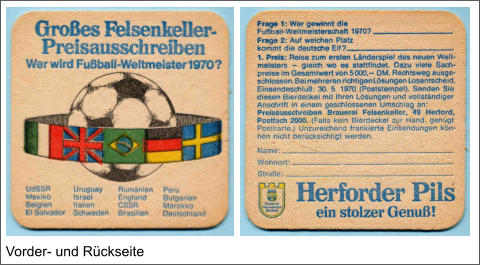 Großes Felsenkeller-
Preisausschreiben
Wer wird Fußball-Weltmeister 1970?
UdSSR Uruguay Rumänien Peru
Mexiko Israel England Bulgarien
Belgien Italien CSSR Marokko
El Salvador Schweden Brasilien Deutschland
Frage 1: Wer gewinnt die
Fußball-Weltmeisterschaft 1970?
Frage 2: Auf welchen Platz
kommt die deutsche Elf?
1. Preis: Reise zum ersten Länderspiel des neuen Welt-
meisters – gleich wo es stattfindet. Dazu viele Sach-
preise im Gesamtwert von 5000,– DM. Rechtsweg ausge-
schlossen. Bei mehreren richtigen Lösungen Losentscheid.
Einsendeschluß: 30. 5. 1970 (Poststempel). Senden Sie
diesen Bierdeckel mit Ihren Lösungen und vollständiger
Anschrift in einem geschlossenen Umschlag an:
Preisausschreiben Brauerei Felsenkeller, 49 Herford,
Postfach 2000. (Falls kein Bierdeckel zur Hand, genügt
Postkarte.) Unzureichend frankierte Einsendungen kön-
nen nicht berücksichtigt werden.
Name:
Wohnort:
Straße:
Herforder Pils
ein stolzer Genuß!
Vorder- und Rückseite